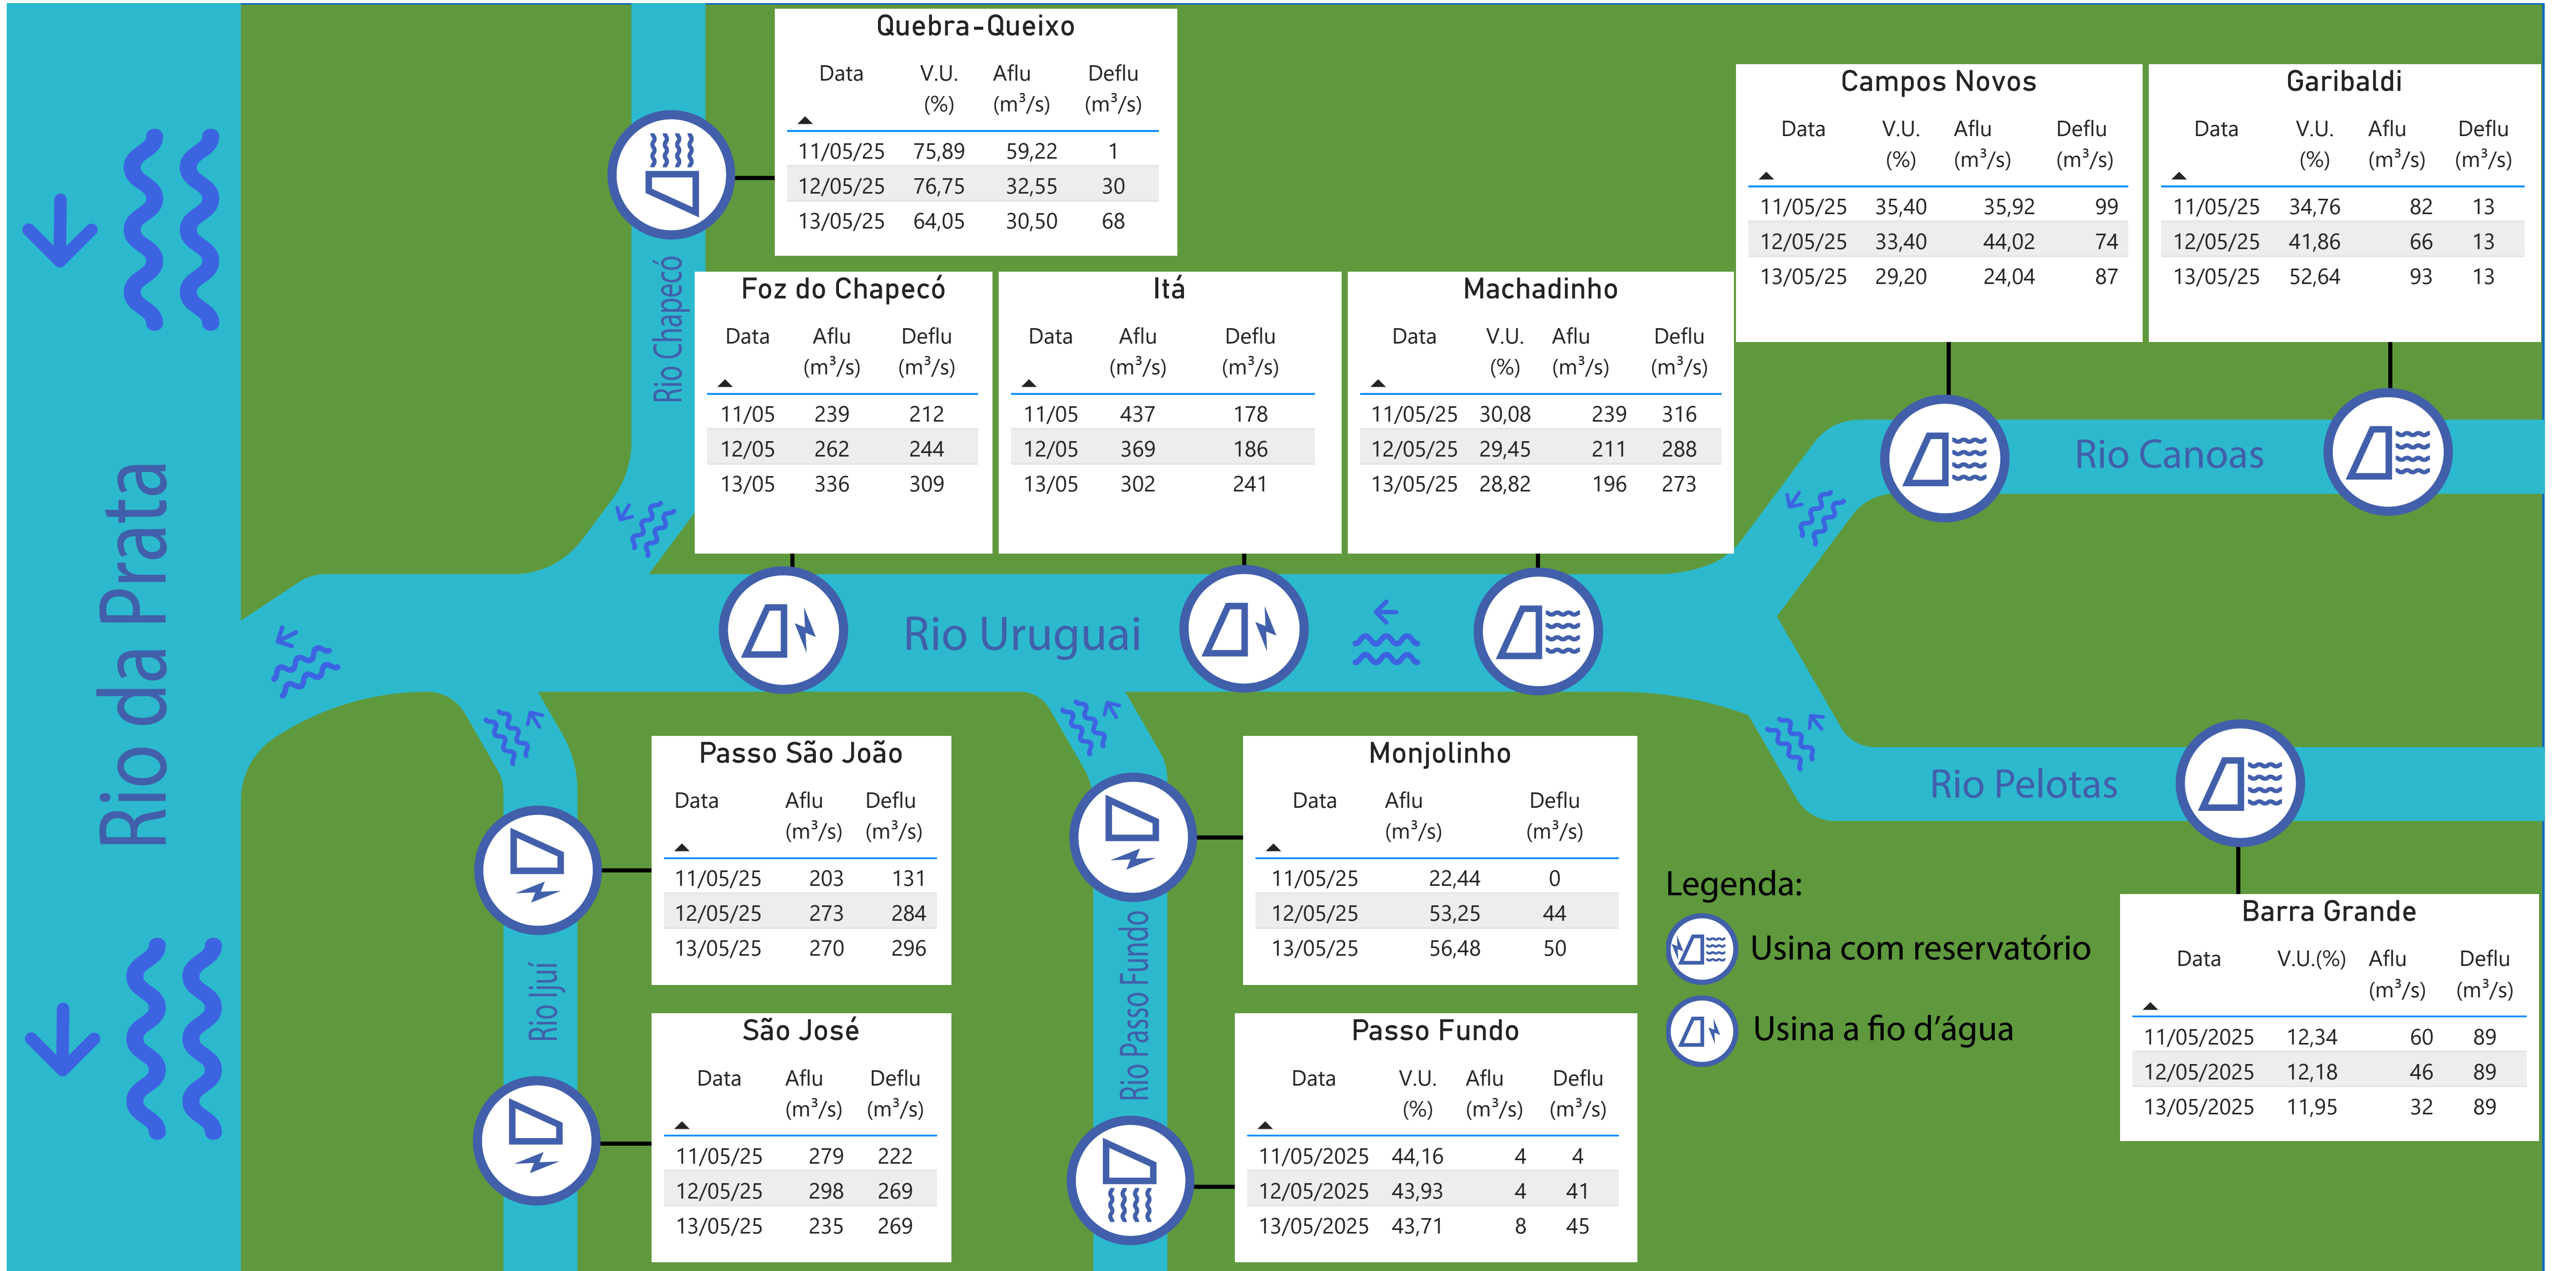 Quebra-Queixo
Data V.U. (%) Aflu (m³/s) Deflu (m³/s)
11/05/25 75,89 59,22 1
12/05/25 76,75 32,55 30
13/05/25 64,05 30,50 68
Campos Novos
Data V.U. (%) Aflu (m³/s) Deflu (m³/s)
11/05/25 35,40 35,92 99
12/05/25 33,40 44,02 74
13/05/25 29,20 24,04 87
Garibaldi
Data V.U. (%) Aflu (m³/s) Deflu (m³/s)
11/05/25 34,76 82 13
12/05/25 41,86 66 13
13/05/25 52,64 93 13
Rio Chapecó
Foz do Chapecó
Data Aflu (m³/s) Deflu (m³/s)
11/05 239 212
12/05 262 244
13/05 336 309
Itá
Data Aflu (m³/s) Deflu (m³/s)
11/05 437 178
12/05 369 186
13/05 302 241
Machadinho
Data V.U. (%) Aflu (m³/s) Deflu (m³/s)
11/05/25 30,08 239 316
12/05/25 29,45 211 288
13/05/25 28,82 196 273
Rio Canoas
Rio da Prata
Rio Uruguai
Rio Pelotas
Passo São João
Data Aflu (m³/s) Deflu (m³/s)
11/05/25 203 131
12/05/25 273 284
13/05/25 270 296
Monjolinho
Data Aflu (m³/s) Deflu (m³/s)
11/05/25 22,44 0
12/05/25 53,25 44
13/05/25 56,48 50
Legenda:
Usina com reservatório
Usina a fio d'água
Barra Grande
Data V.U.(%) Aflu (m³/s) Deflu (m³/s)
11/05/2025 12,34 60 89
12/05/2025 12,18 46 89
13/05/2025 11,95 32 89
Rio Ijuí
São José
Data Aflu (m³/s) Deflu (m³/s)
11/05/25 279 222
12/05/25 298 269
13/05/25 235 269
Rio Passo Fundo
Passo Fundo
Data V.U. (%) Aflu (m³/s) Deflu (m³/s)
11/05/2025 44,16 4 4
12/05/2025 43,93 4 41
13/05/2025 43,71 8 45